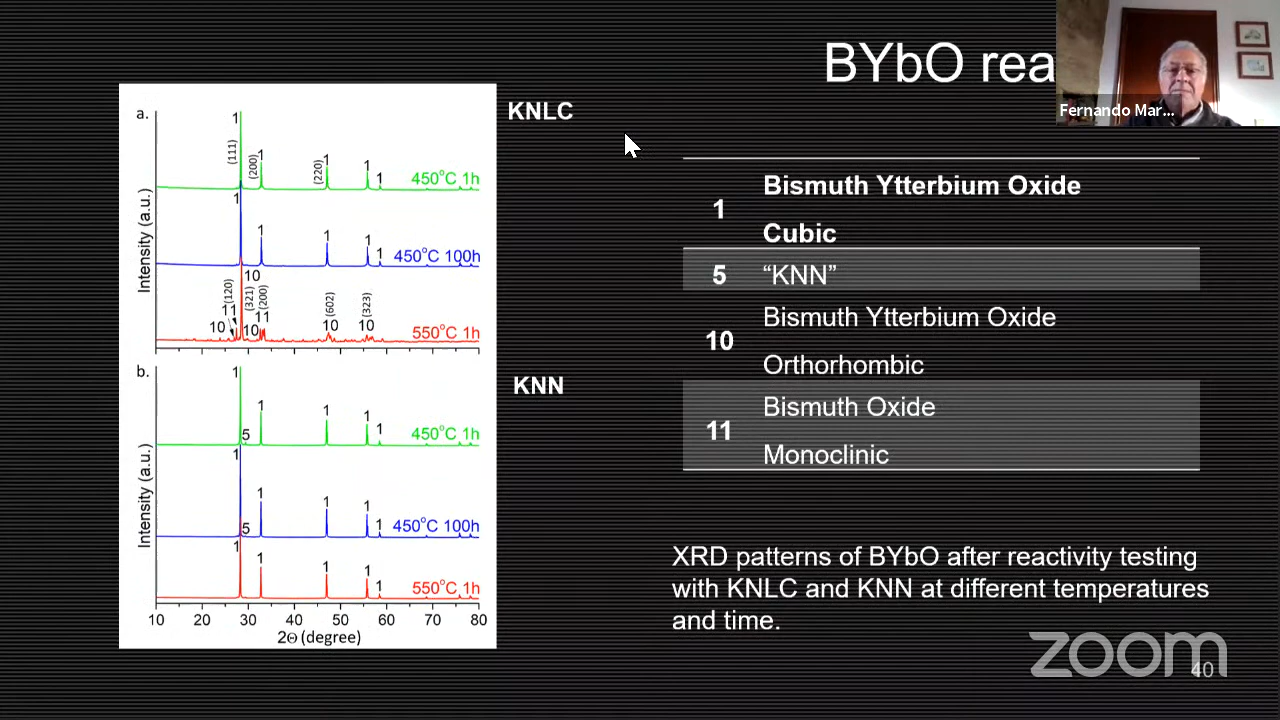 BYbO rea
Fernando Mar...
a.
KNLC
1
(111)
(200)
1
(220)
1
1
1
450°C 1h
1
1
1
1
1
450°C 100h
Intensity (a.u.)
10
(120)
(321)
(200)
(602)
(323)
11
11
10
10
10
10
550°C 1h
b.
KNN
1
1
1
1
1
5
450°C 1h
1
1
1
1
1
5
450°C 100h
Intensity (a.u.)
1
1
1
1
1
550°C 1h
10 20 30 40 50 60 70 80
2Θ (degree)
1
Bismuth Ytterbium Oxide
Cubic
5
“KNN”
10
Bismuth Ytterbium Oxide
Orthorhombic
11
Bismuth Oxide
Monoclinic
XRD patterns of BYbO after reactivity testing
with KNLC and KNN at different temperatures
and time.
zoom
40